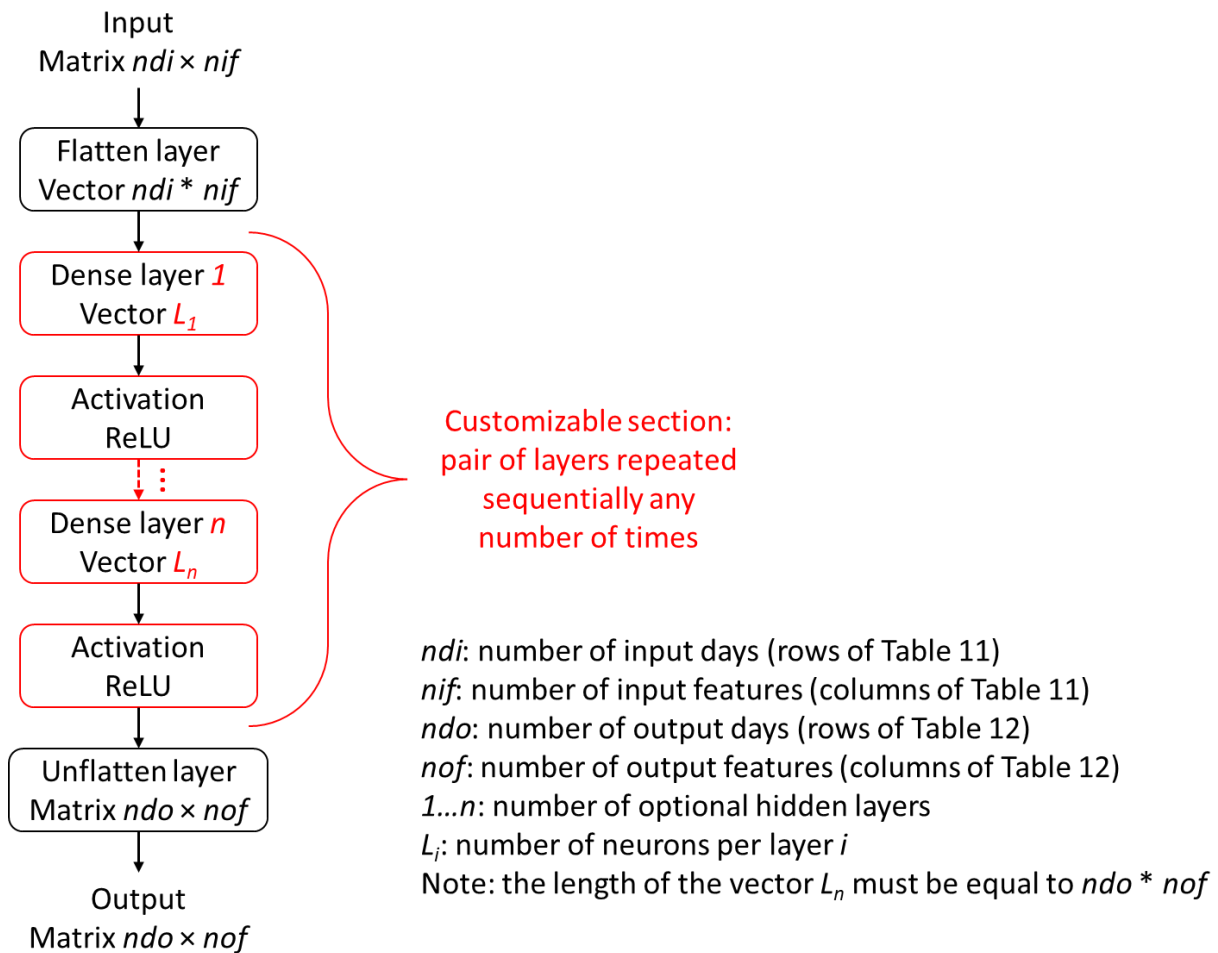 Input
Matrix ndi × nif
Flatten layer
Vector ndi * nif
Dense layer 1
Vector L1
Activation
ReLU
⋮
Dense layer n
Vector Ln
Activation
ReLU
Unflatten layer
Matrix ndo × nof
Output
Matrix ndo × nof
Customizable section:
pair of layers repeated
sequentially any
number of times
ndi: number of input days (rows of Table 11)
nif: number of input features (columns of Table 11)
ndo: number of output days (rows of Table 12)
nof: number of output features (columns of Table 12)
1...n: number of optional hidden layers
Li: number of neurons per layer i
Note: the length of the vector Ln must be equal to ndo * nof